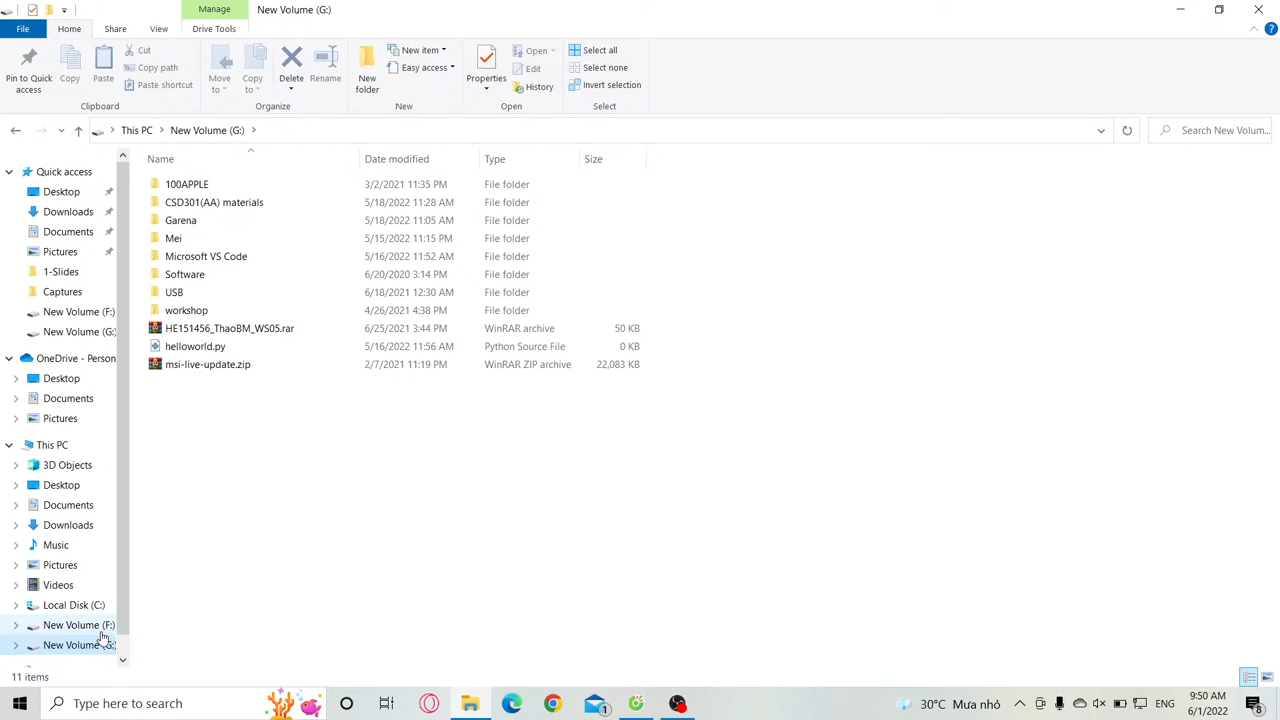 Manage
New Volume (G:)
File
Home
Share
View
Drive Tools
Pin to Quick access
Copy
Paste
Cut
Copy path
Paste shortcut
Clipboard
Move to
Copy to
Delete
Rename
Organize
New folder
New item
Easy access
New
Properties
Open
Edit
History
Open
Select all
Select none
Invert selection
Select
This PC
New Volume (G:)
Search New Volum...
Name
Date modified
Type
Size
100APPLE 3/2/2021 11:35 PM File folder
CSD301(AA) materials 5/18/2022 11:28 AM File folder
Garena 5/18/2022 11:05 AM File folder
Mei 5/15/2022 11:15 PM File folder
Microsoft VS Code 5/16/2022 11:52 AM File folder
Software 6/20/2020 3:14 PM File folder
USB 6/18/2021 12:30 AM File folder
workshop 4/26/2021 4:38 PM File folder
HE151456_ThaoBM_WS05.rar 6/25/2021 3:44 PM WinRAR archive 50 KB
helloworld.py 5/16/2022 11:56 AM Python Source File 0 KB
msi-live-update.zip 2/7/2021 11:19 PM WinRAR ZIP archive 22,083 KB
Quick access
Desktop
Downloads
Documents
Pictures
1-Slides
Captures
New Volume (F:)
New Volume (G:)
OneDrive - Person
Desktop
Documents
Pictures
This PC
3D Objects
Desktop
Documents
Downloads
Music
Pictures
Videos
Local Disk (C:)
New Volume (F:)
New Volume (G:)
11 items
Type here to search
1
30°C Mưa nhỏ
ENG
9:50 AM
6/1/2022
8